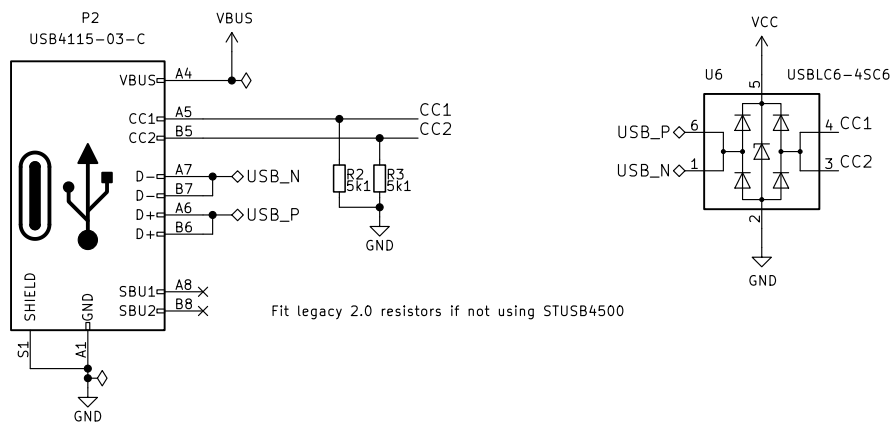 P2
USB4115-03-C
VBUS
VBUS
A4
CC1
A5
CC1
CC2
B5
CC2
D-
A7
USB_N
D-
B7
D+
A6
USB_P
D+
B6
R2
5k1
R3
5k1
GND
SBU1
A8
SBU2
B8
SHIELD
GND
S1
A1
GND
Fit legacy 2.0 resistors if not using STUSB4500
VCC
U6
USBLC6-4SC6
5
USB_P
6
4
CC1
USB_N
1
3
CC2
2
GND